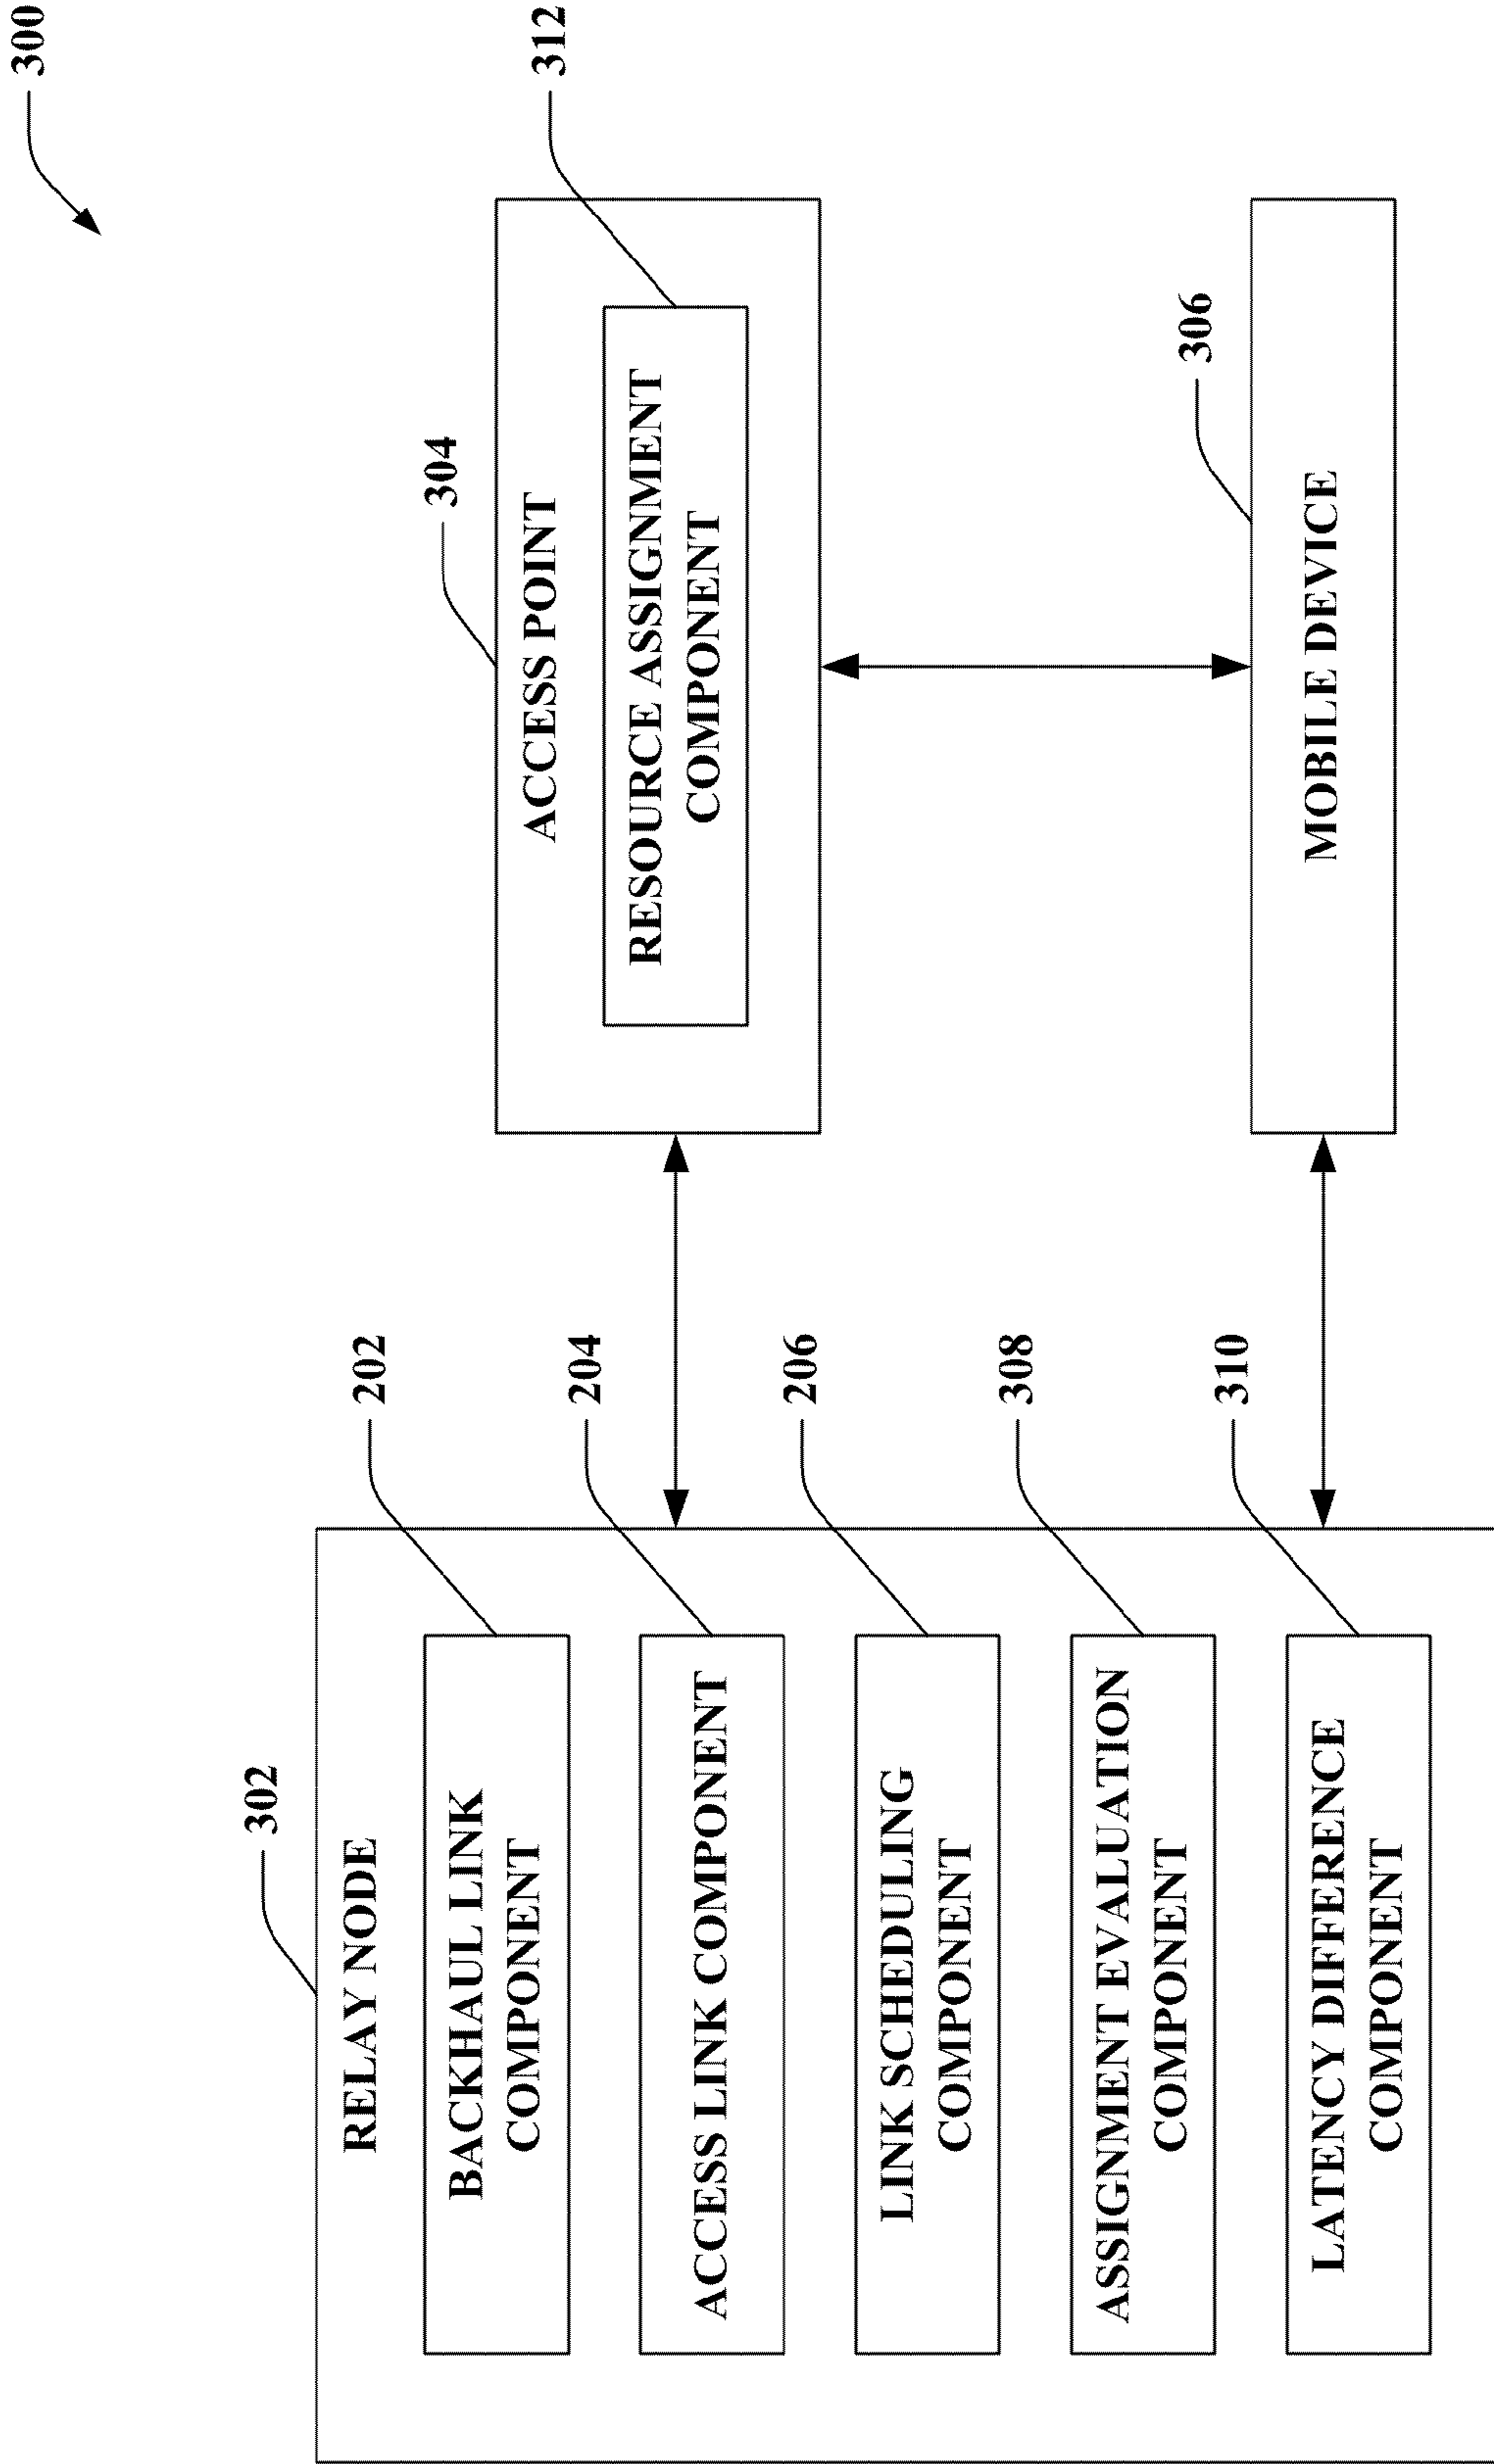 300
302
RELAY NODE
202
BACKHAUL LINK
COMPONENT
204
ACCESS LINK COMPONENT
206
LINK SCHEDULING
COMPONENT
308
ASSIGNMENT EVALUATION
COMPONENT
310
LATENCY DIFFERENCE
COMPONENT
304
ACCESS POINT
312
RESOURCE ASSIGNMENT
COMPONENT
306
MOBILE DEVICE